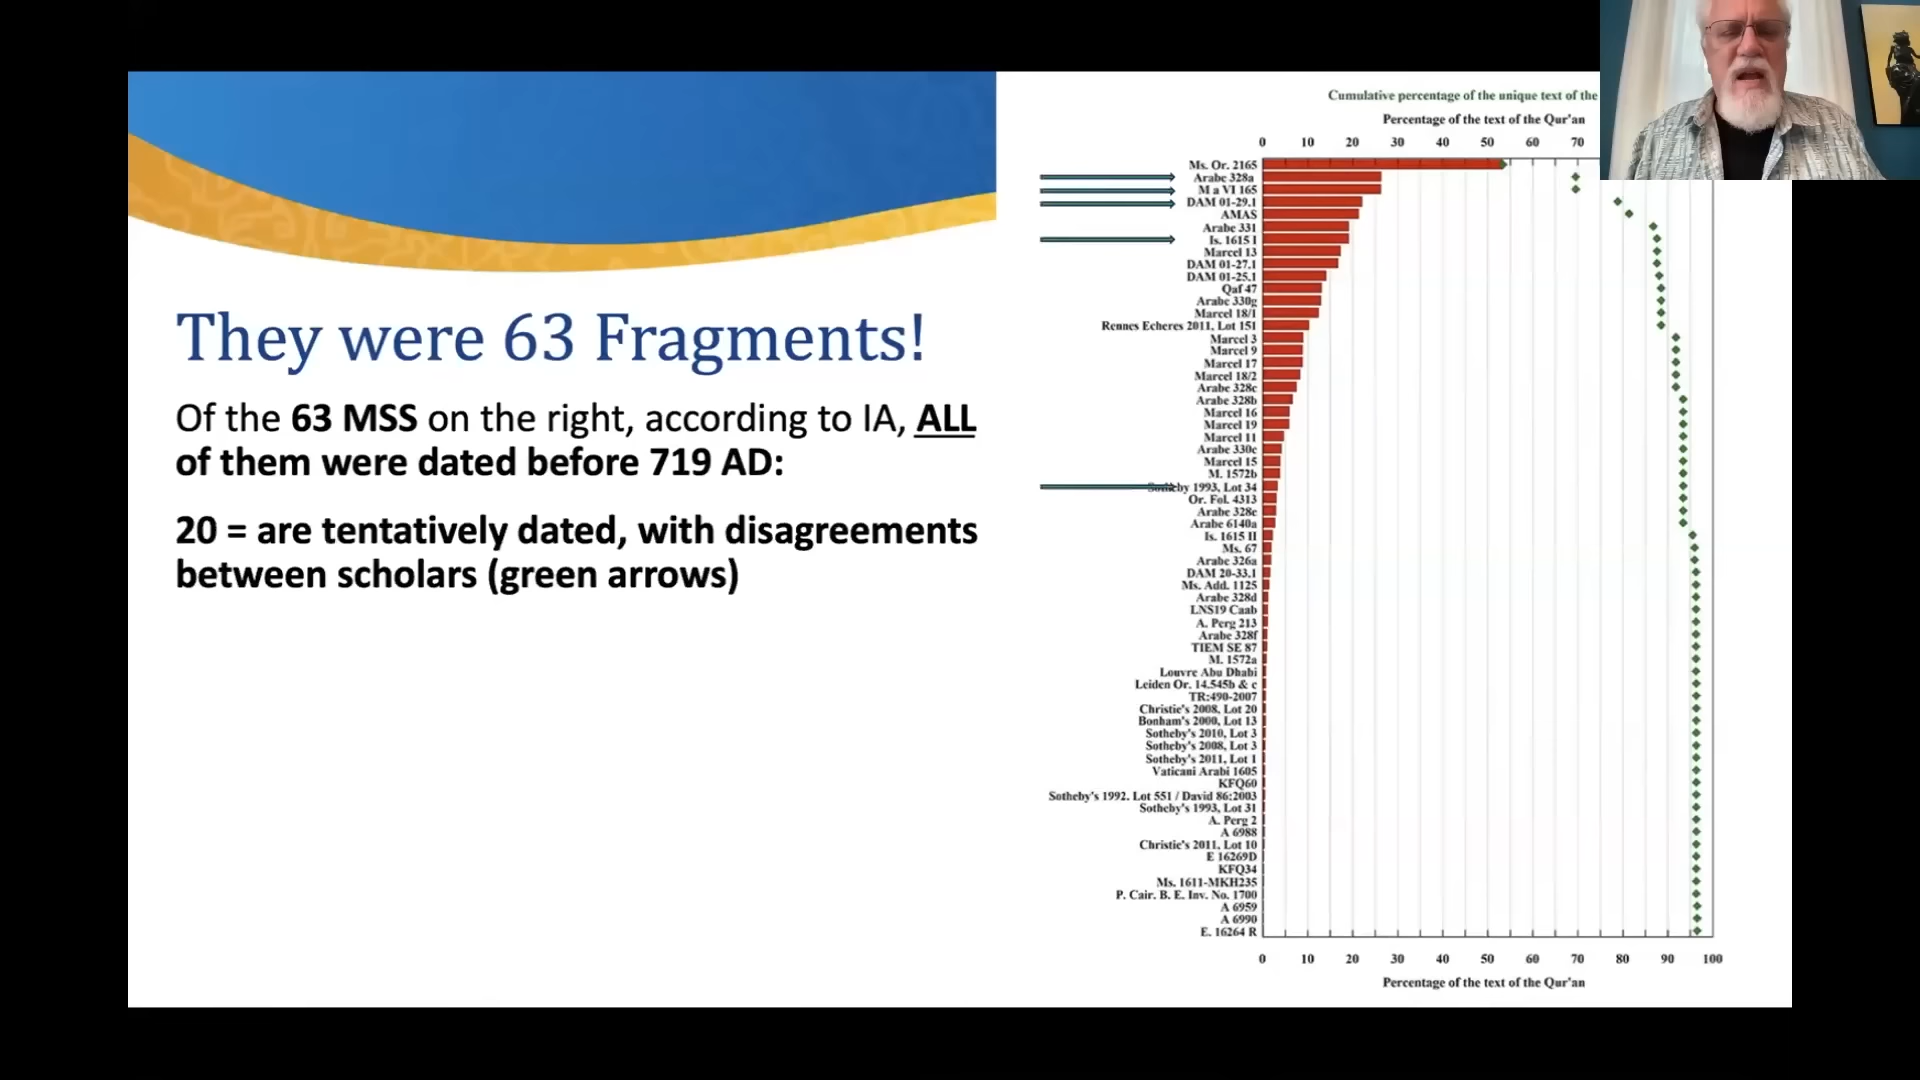 They were 63 Fragments!
Of the 63 MSS on the right, according to IA, ALL
of them were dated before 719 AD:
20 = are tentatively dated, with disagreements
between scholars (green arrows)
Cumulative percentage of the unique text of the
Percentage of the text of the Qur'an
0 10 20 30 40 50 60 70
Ms. Or. 2165
Arabe 328a
M a VI 165
DAM 01-29.1
AMAS
Arabe 331
Is. 1615 I
Marcel 13
DAM 01-27.1
DAM 01-25.1
Qaf 47
Arabe 330g
Marcel 18/1
Rennes Echeres 2011, Lot 151
Marcel 3
Marcel 9
Marcel 17
Marcel 18/2
Arabe 328c
Arabe 328b
Marcel 16
Marcel 19
Marcel 11
Arabe 330c
Marcel 15
M. 1572b
Sotheby 1993, Lot 34
Or. Fol. 4313
Arabe 328e
Arabe 6140a
Is. 1615 II
Ms. 67
Arabe 326a
DAM 20-33.1
Ms. Add. 1125
Arabe 328d
LNS19 Caab
A. Perg 213
Arabe 328f
TIEM SE 87
M. 1572a
Louvre Abu Dhabi
Leiden Or. 14.545b & c
TR:490-2007
Christie's 2008, Lot 20
Bonham's 2000, Lot 13
Sotheby's 2010, Lot 3
Sotheby's 2008, Lot 3
Sotheby's 2011, Lot 1
Vaticani Arabi 1605
KFQ60
Sotheby's 1992. Lot 551 / David 86:2003
Sotheby's 1993, Lot 31
A. Perg 2
A 6988
Christie's 2011, Lot 10
E 16269D
KFQ34
Ms. 1611-MKH235
P. Cair. B. E. Inv. No. 1700
A 6959
A 6990
E. 16264 R
0 10 20 30 40 50 60 70 80 90 100
Percentage of the text of the Qur'an